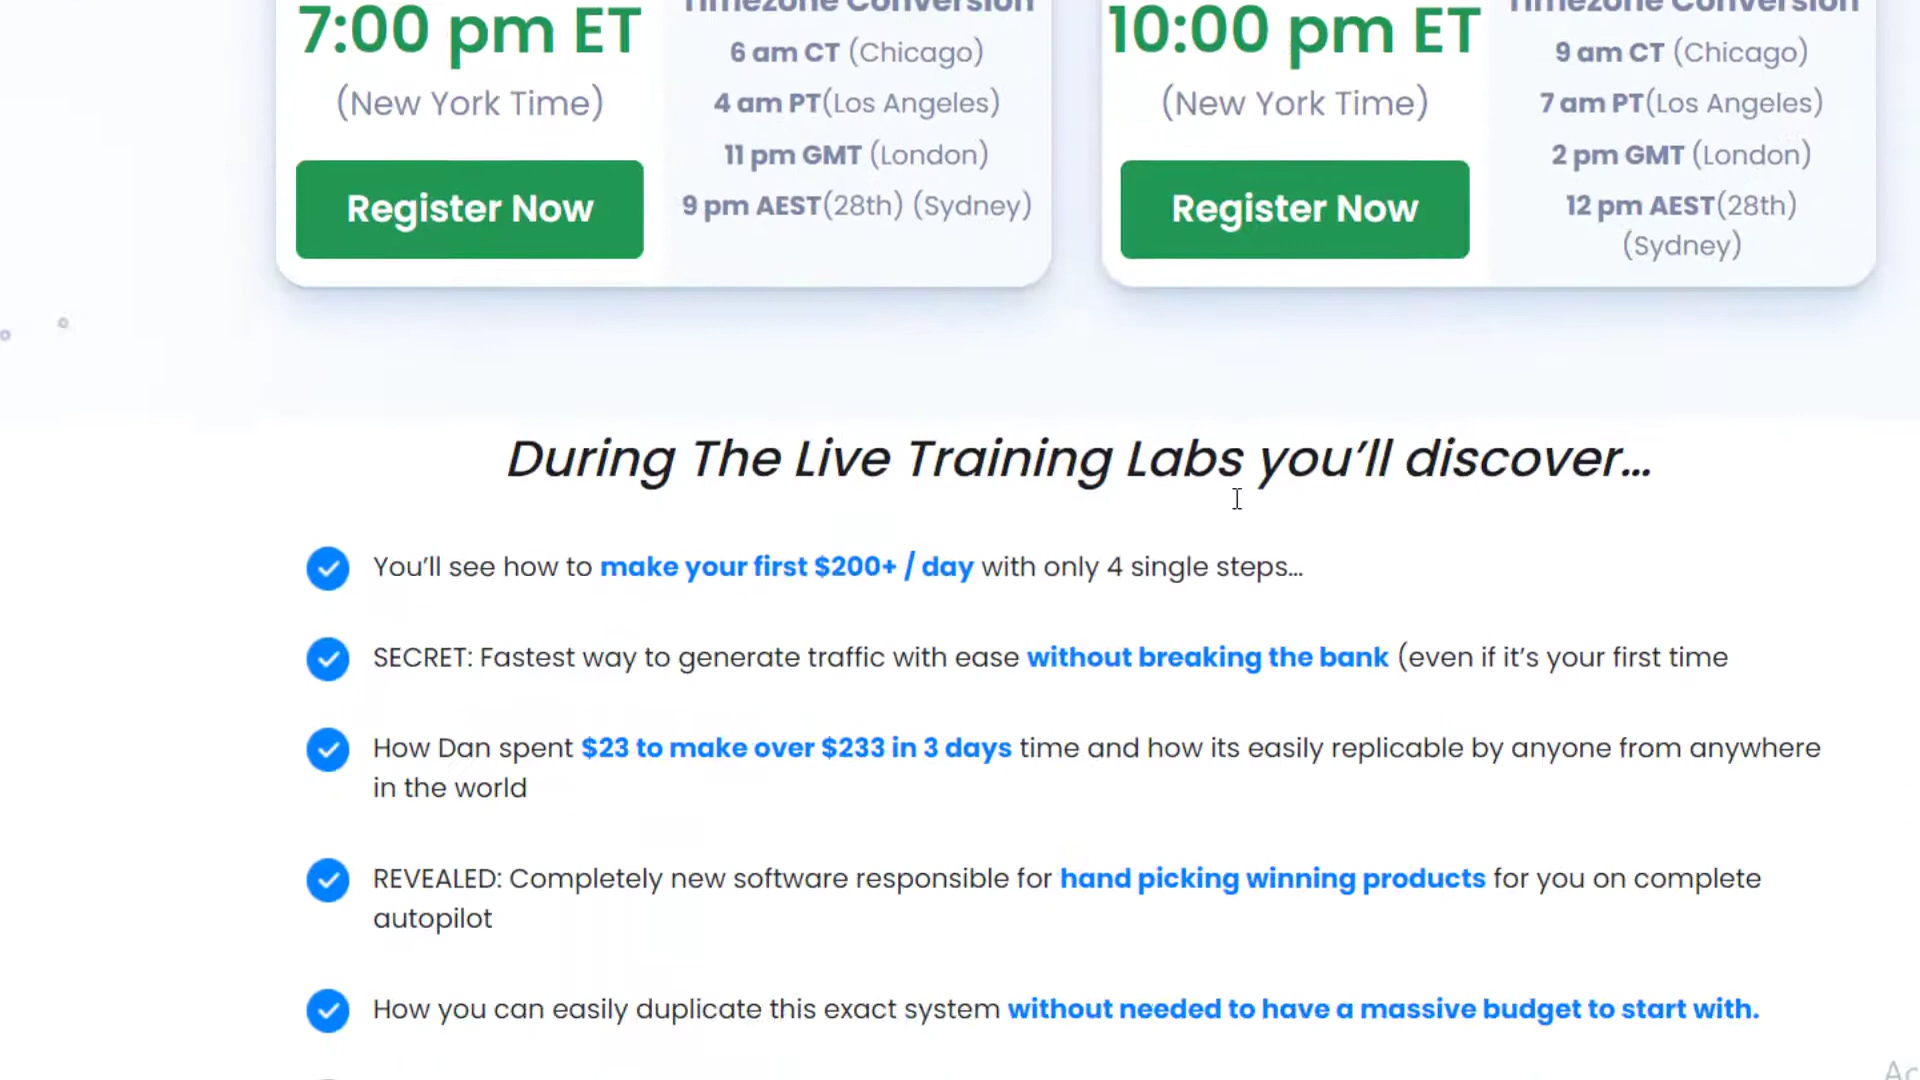 7:00 pm ET
(New York Time)
Register Now
Timezone Conversion
6 am CT (Chicago)
4 am PT(Los Angeles)
11 pm GMT (London)
9 pm AEST(28th) (Sydney)
10:00 pm ET
(New York Time)
Register Now
Timezone Conversion
9 am CT (Chicago)
7 am PT(Los Angeles)
2 pm GMT (London)
12 pm AEST(28th)
(Sydney)
During The Live Training Labs you’ll discover...
You’ll see how to make your first $200+ / day with only 4 single steps...
SECRET: Fastest way to generate traffic with ease without breaking the bank (even if it’s your first time
How Dan spent $23 to make over $233 in 3 days time and how its easily replicable by anyone from anywhere
in the world
REVEALED: Completely new software responsible for hand picking winning products for you on complete
autopilot
How you can easily duplicate this exact system without needed to have a massive budget to start with.